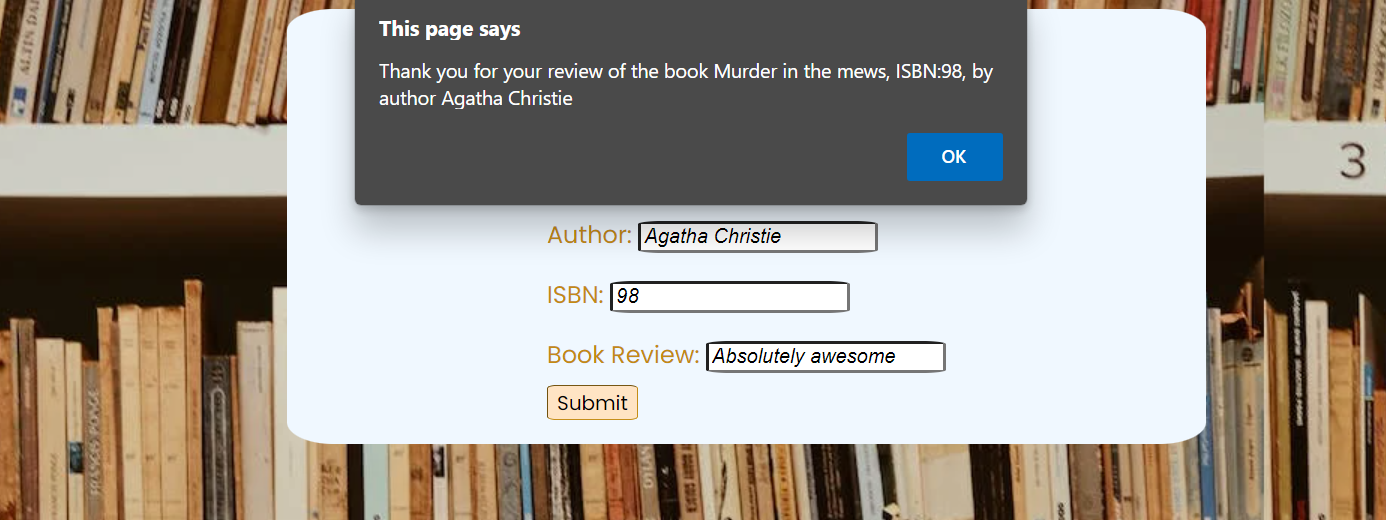 This page says
Thank you for your review of the book Murder in the mews, ISBN:98, by
author Agatha Christie
OK
3
Author: Agatha Christie
ISBN: 98
Book Review: Absolutely awesome
Submit